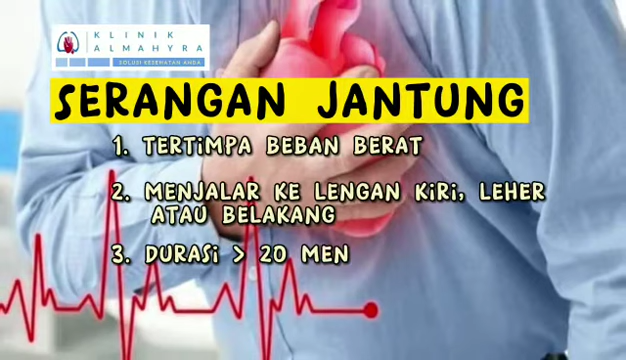 KLINIK
ALMAHYRA
SOLUSI KESEHATAN ANDA
SERANGAN JANTUNG
1. TERTIMPA BEBAN BERAT
2. MENJALAR KE LENGAN KIRI, LEHER
ATAU BELAKANG
3. DURASI > 20 MEN